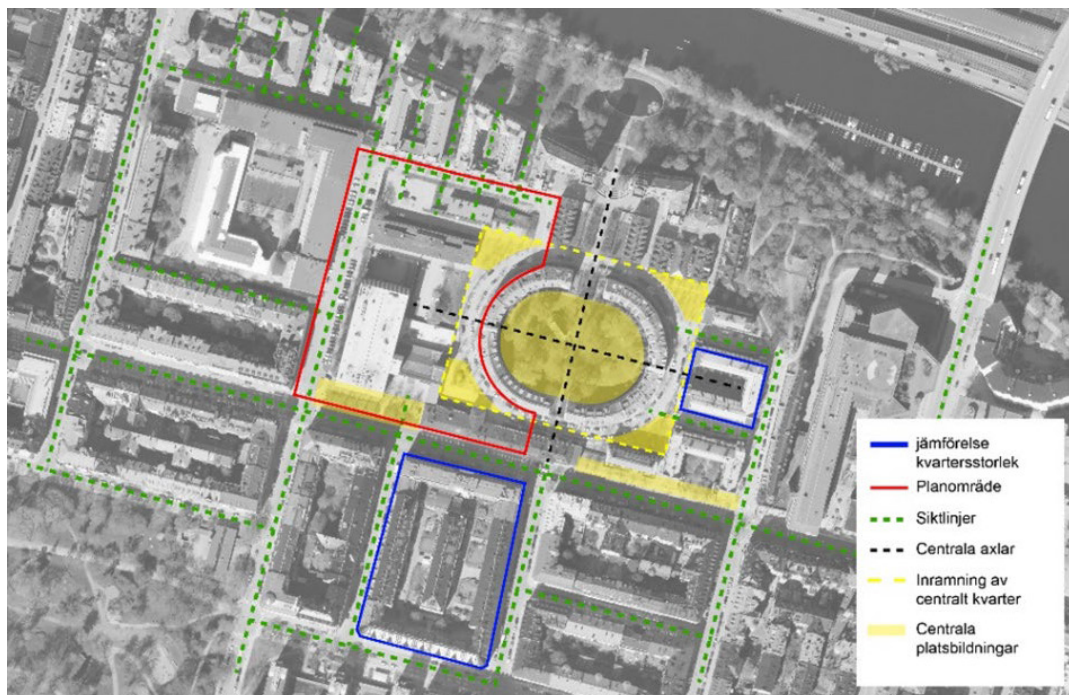 jämförelse
kvartersstorlek
Planområde
Siktlinjer
Centrala axlar
Inramning av
centralt kvarter
Centrala
platsbildningar